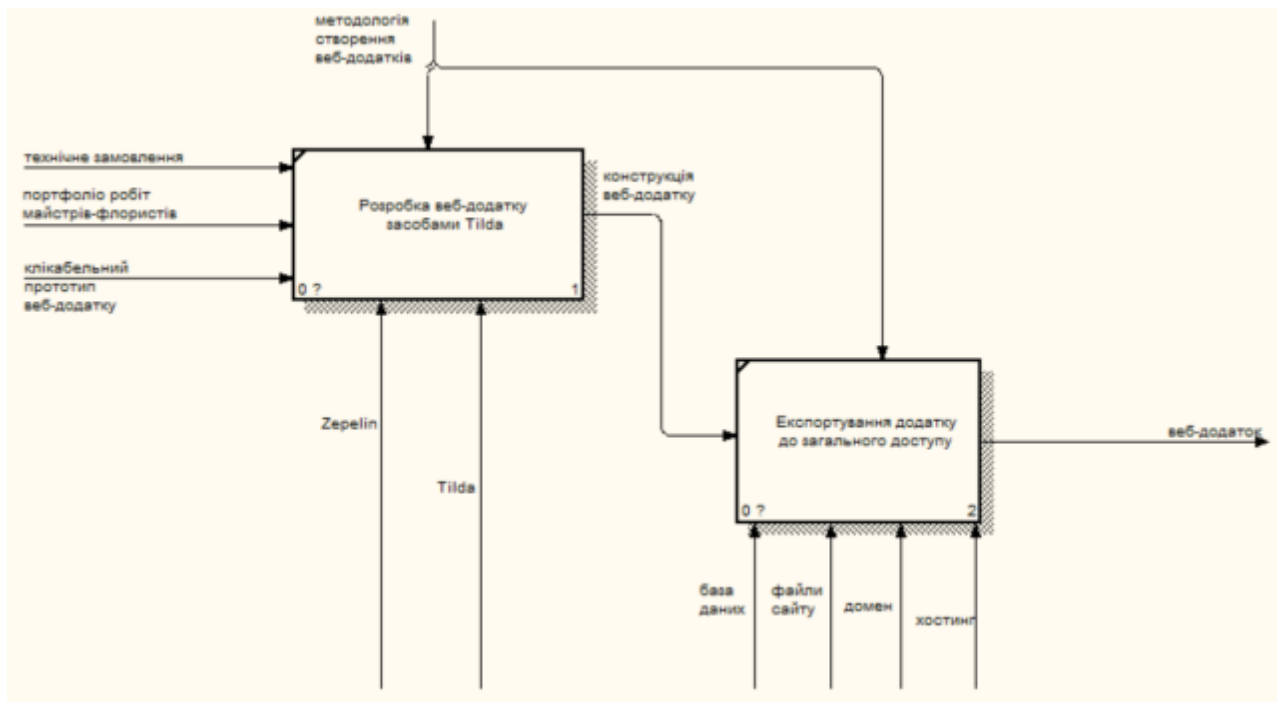 методологія
створення
веб-додатків
технічне замовлення
портфоліо робіт
майстрів-флористів
клікабельний
прототип
веб-додатку
Розробка веб-додатку
засобами Tilda
0 ?
1
конструкція
веб-додатку
Zepelin
Tilda
Експортування додатку
до загального доступу
0 ?
2
веб-додаток
база
даних
файли
сайту
домен
хостинг